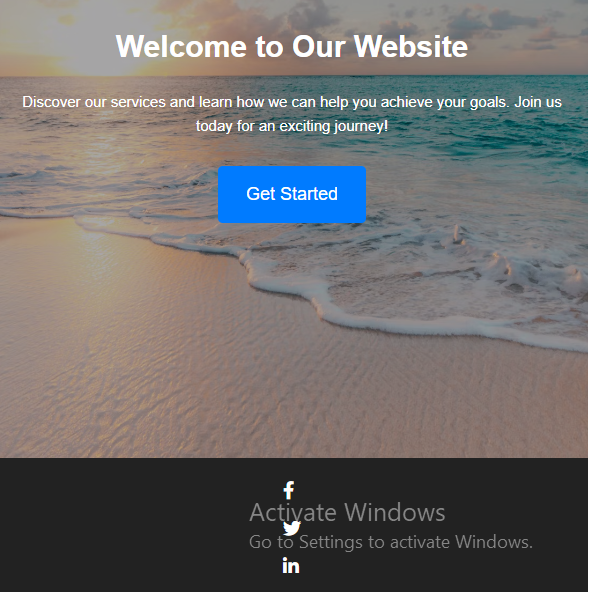 Welcome to Our Website
Discover our services and learn how we can help you achieve your goals. Join us
today for an exciting journey!
Get Started
Activate Windows
Go to Settings to activate Windows.